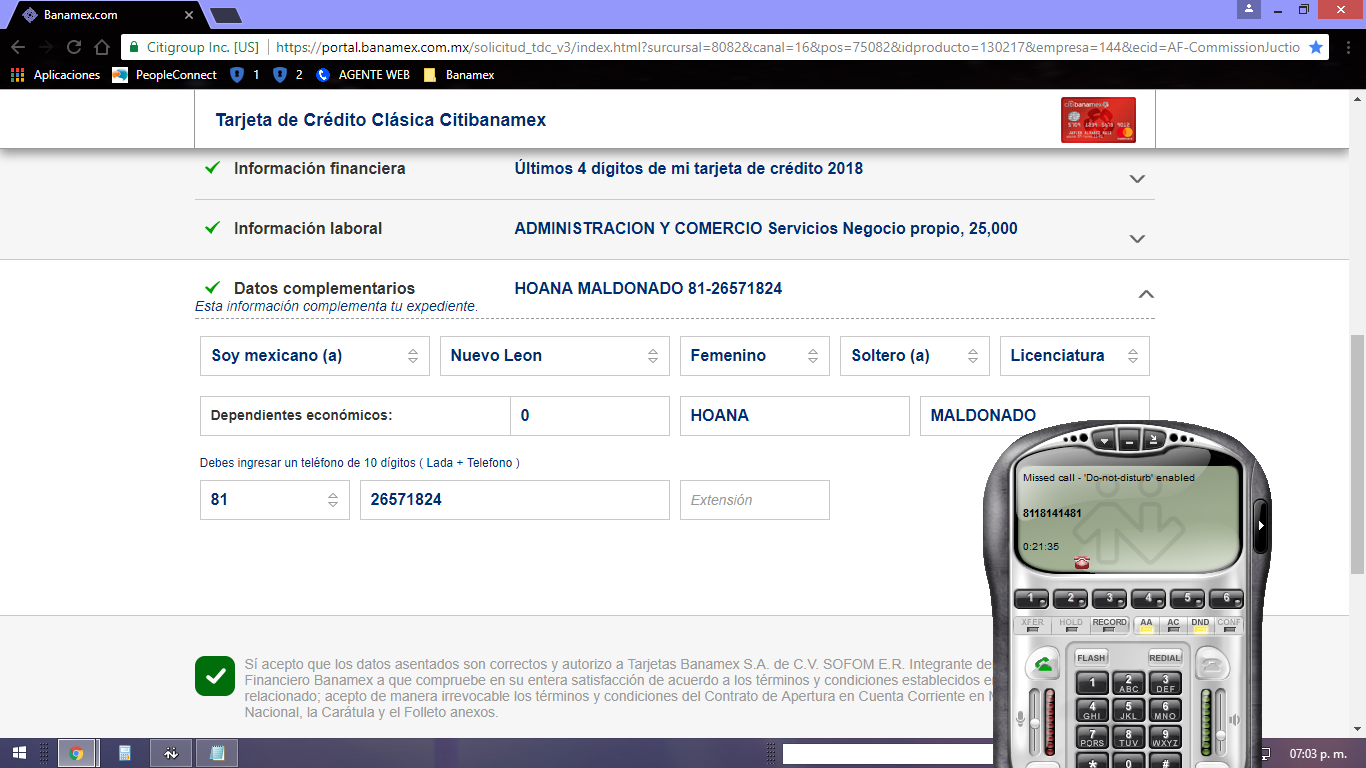 Banamex.com
Citigroup Inc. [US] https://portal.banamex.com.mx/solicitud_tdc_v3/index.html?surcursal=8082&canal=16&pos=75082&idproducto=130217&empresa=144&ecid=AF-CommissionJuctio
Aplicaciones PeopleConnect 1 2 AGENTE WEB Banamex
Tarjeta de Crédito Clásica Citibanamex
citibanamex
Información financiera Últimos 4 dígitos de mi tarjeta de crédito 2018
Información laboral ADMINISTRACION Y COMERCIO Servicios Negocio propio, 25,000
Datos complementarios HOANA MALDONADO 81-26571824
Esta información complementa tu expediente.
Soy mexicano (a) Nuevo Leon Femenino Soltero (a) Licenciatura
Dependientes económicos: 0 HOANA MALDONADO
Debes ingresar un teléfono de 10 dígitos ( Lada + Telefono )
81 26571824 Extensión
Missed call - 'Do-not-disturb' enabled
8118141481
0:21:35
1 2 3 4 5 6
XFER HOLD RECORD AA AC DND CONF
FLASH REDIAL
1 2 ABC 3 DEF
4 GHI 5 JKL 6 MNO
7 PQRS 8 TUV 9 WXYZ
* 0 #
Sí acepto que los datos asentados son correctos y autorizo a Tarjetas Banamex S.A. de C.V. SOFOM E.R. Integrante de
Financiero Banamex a que compruebe en su entera satisfacción de acuerdo a los términos y condiciones establecidos e
relacionado; acepto de manera irrevocable los términos y condiciones del Contrato de Apertura en Cuenta Corriente en M
Nacional, la Carátula y el Folleto anexos.
07:03 p. m.